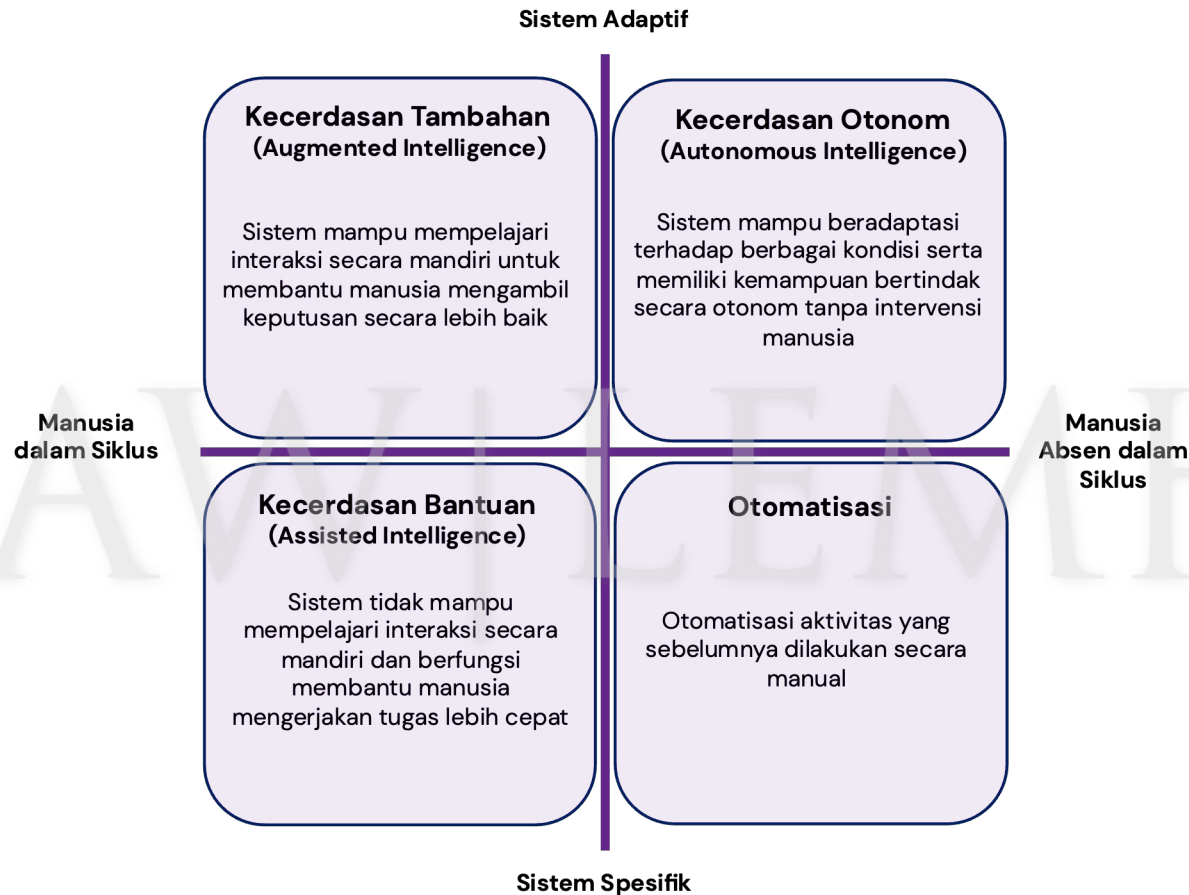 Sistem Adaptif
Kecerdasan Tambahan
(Augmented Intelligence)
Sistem mampu mempelajari
interaksi secara mandiri untuk
membantu manusia mengambil
keputusan secara lebih baik
Kecerdasan Otonom
(Autonomous Intelligence)
Sistem mampu beradaptasi
terhadap berbagai kondisi serta
memiliki kemampuan bertindak
secara otonom tanpa intervensi
manusia
Manusia
dalam Siklus
Manusia
Absen dalam
Siklus
Kecerdasan Bantuan
(Assisted Intelligence)
Sistem tidak mampu
mempelajari interaksi secara
mandiri dan berfungsi
membantu manusia
mengerjakan tugas lebih cepat
Otomatisasi
Otomatisasi aktivitas yang
sebelumnya dilakukan secara
manual
Sistem Spesifik